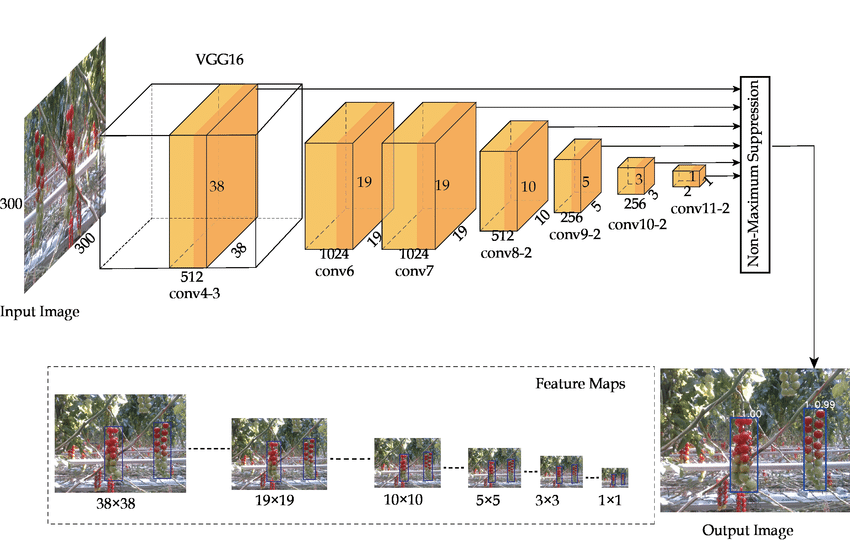 VGG16
300
300
Input Image
38
38
512
conv4-3
19
19
1024
conv6
19
19
1024
conv7
10
10
512
conv8-2
5
5
256
conv9-2
3
3
256
conv10-2
1
1
2
conv11-2
Non-Maximum Suppression
Feature Maps
38×38
19×19
10×10
5×5
3×3
1×1
1 1.00
1 0.99
Output Image